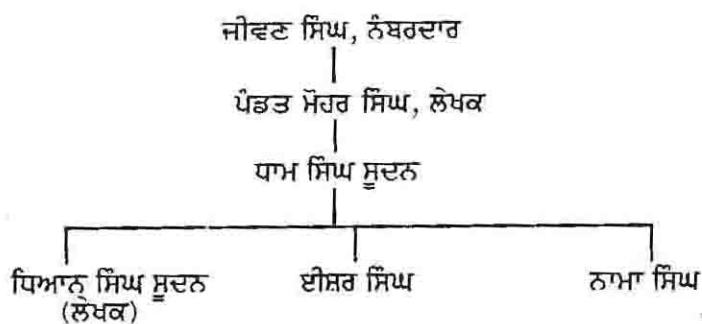 ਜੀਵਣ ਸਿੰਘ, ਨੰਬਰਦਾਰ
ਪੰਡਤ ਮੋਹਰ ਸਿੰਘ, ਲੇਖਕ
ਧਾਮ ਸਿੰਘ ਸੂਦਨ
ਧਿਆਨ ਸਿੰਘ ਸੂਦਨ ਈਸ਼ਰ ਸਿੰਘ ਨਾਮਾ ਸਿੰਘ
(ਲੇਖਕ)